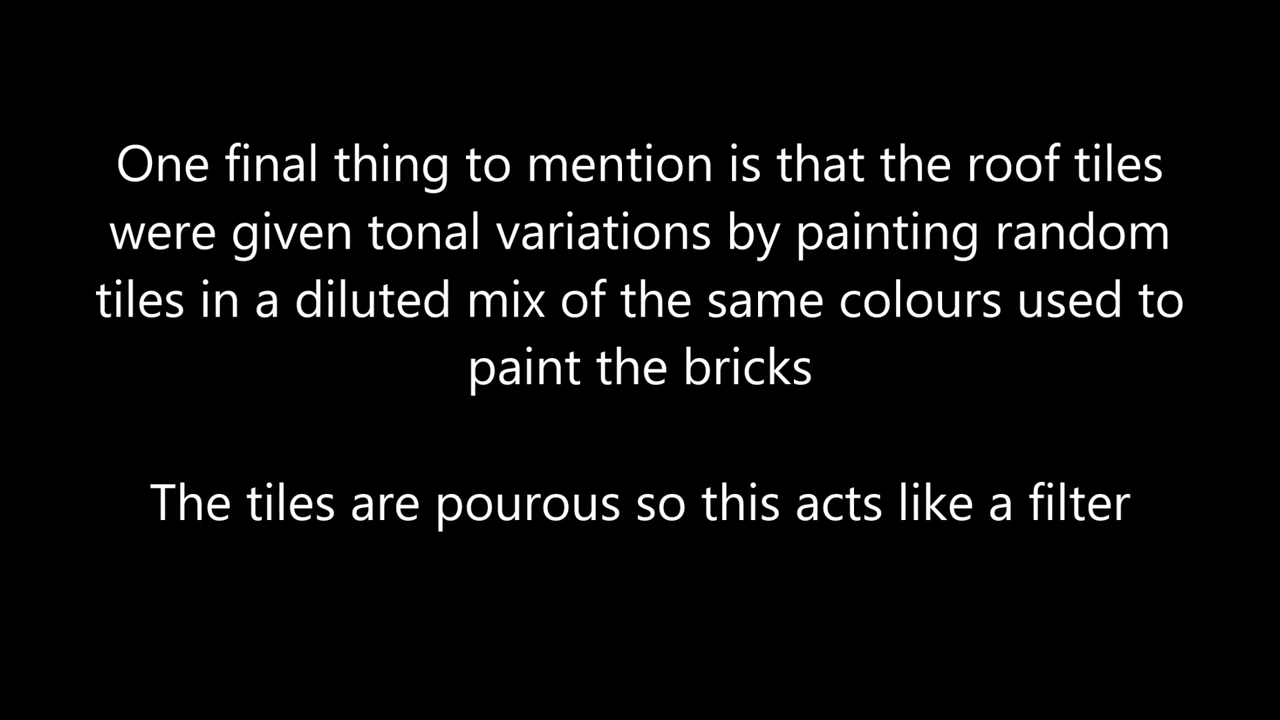 One final thing to mention is that the roof tiles
were given tonal variations by painting random
tiles in a diluted mix of the same colours used to
paint the bricks
The tiles are pourous so this acts like a filter